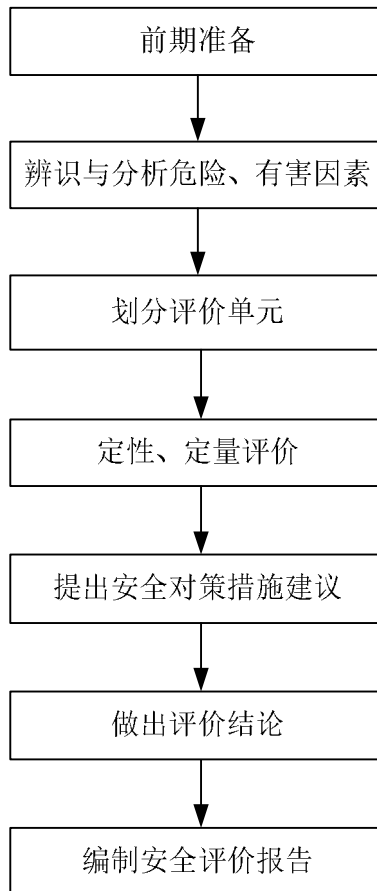 前期准备
辨识与分析危险、有害因素
划分评价单元
定性、定量评价
提出安全对策措施建议
做出评价结论
编制安全评价报告